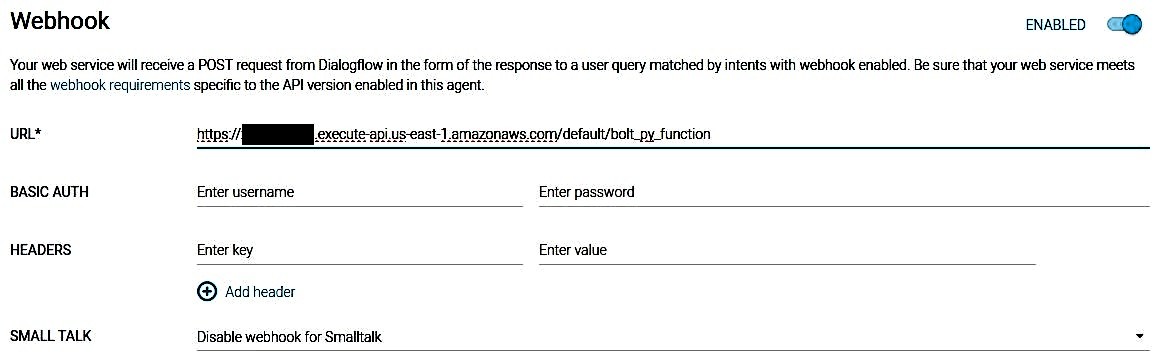 Webhook
ENABLED
Your web service will receive a POST request from Dialogflow in the form of the response to a user query matched by intents with webhook enabled. Be sure that your web service meets
all the webhook requirements specific to the API version enabled in this agent.
URL* https:// .execute-api.us-east-1.amazonaws.com/default/bolt_py_function
BASIC AUTH Enter username Enter password
HEADERS Enter key Enter value
Add header
SMALL TALK Disable webhook for Smalltalk